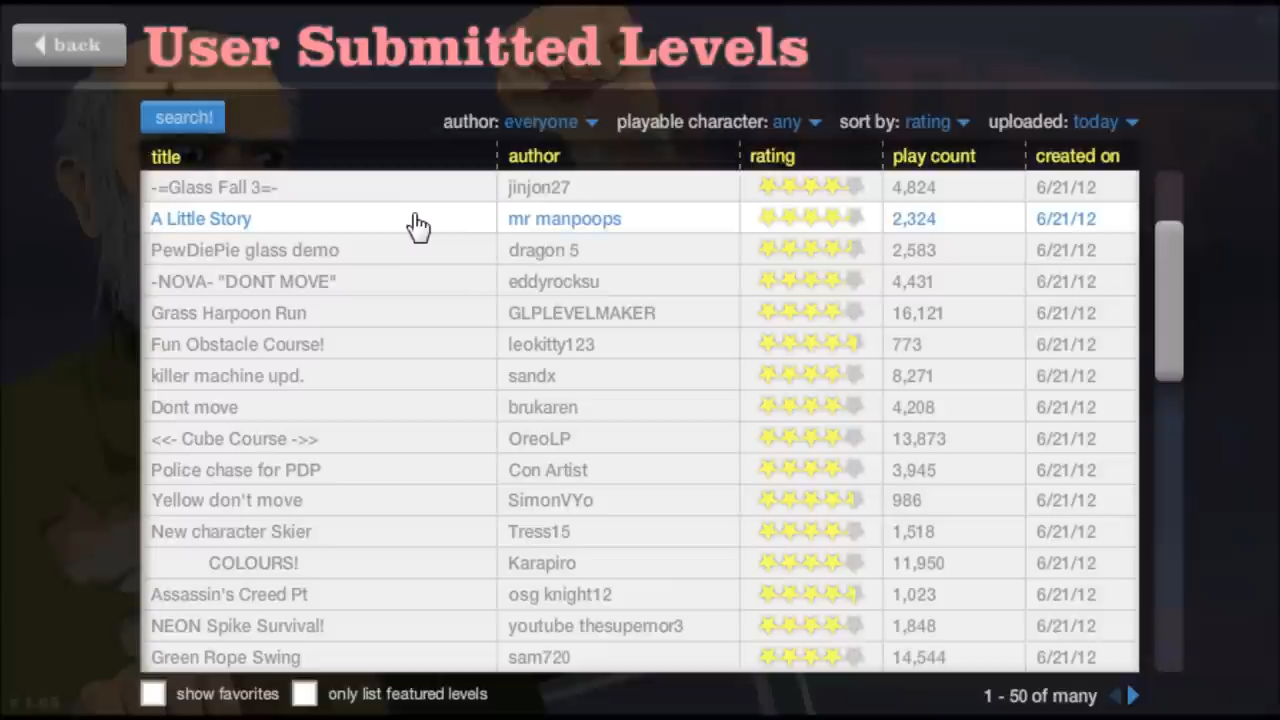 back
User Submitted Levels
search!
author: everyone playable character: any sort by: rating uploaded: today
title author rating play count created on
-=Glass Fall 3=- jinjon27 4,824 6/21/12
A Little Story mr manpoops 2,324 6/21/12
PewDiePie glass demo dragon 5 2,583 6/21/12
-NOVA- "DONT MOVE" eddyrocksu 4,431 6/21/12
Grass Harpoon Run GLPLEVELMAKER 16,121 6/21/12
Fun Obstacle Course! leokitty123 773 6/21/12
killer machine upd. sandx 8,271 6/21/12
Dont move brukaren 4,208 6/21/12
<<- Cube Course ->> OreoLP 13,873 6/21/12
Police chase for PDP Con Artist 3,945 6/21/12
Yellow don't move SimonVYo 986 6/21/12
New character Skier Tress15 1,518 6/21/12
COLOURS! Karapiro 11,950 6/21/12
Assassin's Creed Pt osg knight12 1,023 6/21/12
NEON Spike Survival! youtube thesupemor3 1,848 6/21/12
Green Rope Swing sam720 14,544 6/21/12
show favorites only list featured levels 1 - 50 of many